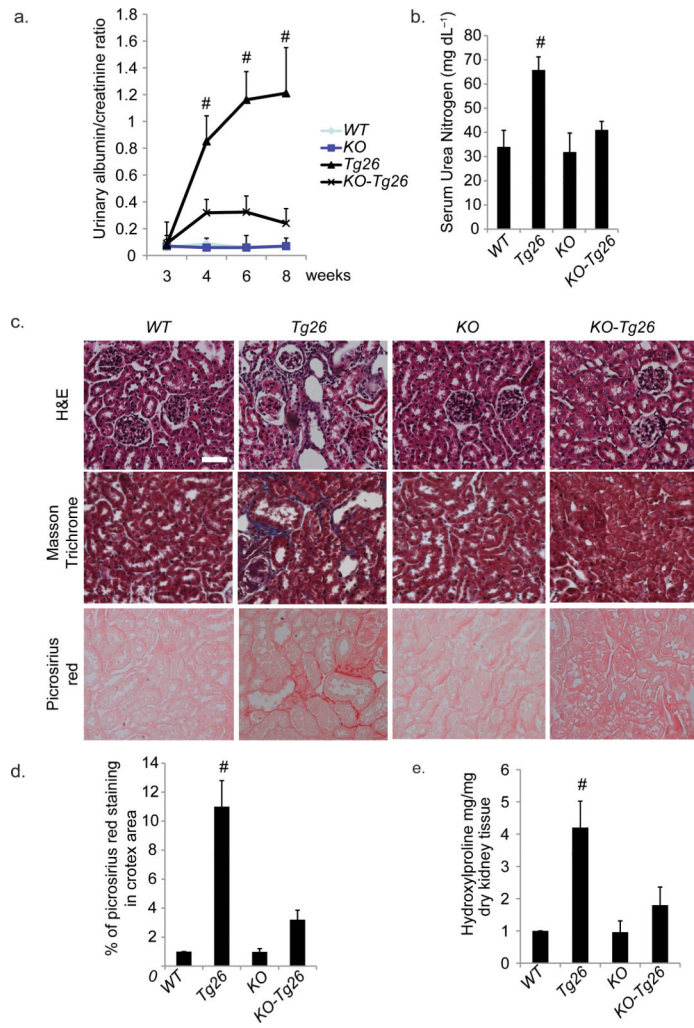 a.
Urinary albumin/creatinine ratio
1.8
1.6
1.4
1.2
1
0.8
0.6
0.4
0.2
0
#
#
#
3 4 6 8 weeks
WT
KO
Tg26
KO-Tg26
b.
Serum Urea Nitrogen (mg dL⁻¹)
80
70
60
50
40
30
20
10
0
#
WT
Tg26
KO
KO-Tg26
c.
WT Tg26 KO KO-Tg26
H&E
Masson
Trichrome
Picrosirius
red
d.
% of picrosirius red staining
in crotex area
14
12
10
8
6
4
2
0
#
WT
Tg26
KO
KO-Tg26
e.
Hydroxylproline mg/mg
dry kidney tissue
6
5
4
3
2
1
0
#
WT
Tg26
KO
KO-Tg26